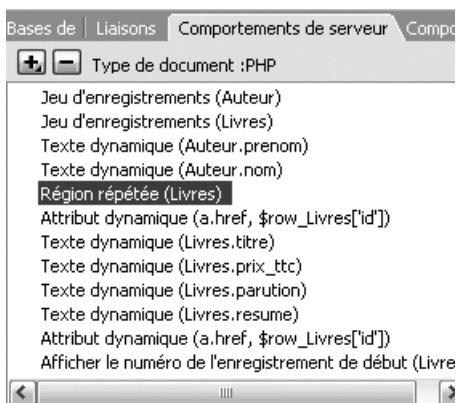 Bases de Liaisons Comportements de serveur Compo
Type de document :PHP
Jeu d'enregistrements (Auteur)
Jeu d'enregistrements (Livres)
Texte dynamique (Auteur.prenom)
Texte dynamique (Auteur.nom)
Région répétée (Livres)
Attribut dynamique (a.href, $row_Livres['id'])
Texte dynamique (Livres.titre)
Texte dynamique (Livres.prix_ttc)
Texte dynamique (Livres.parution)
Texte dynamique (Livres.resume)
Attribut dynamique (a.href, $row_Livres['id'])
Afficher le numéro de l'enregistrement de début (Livre